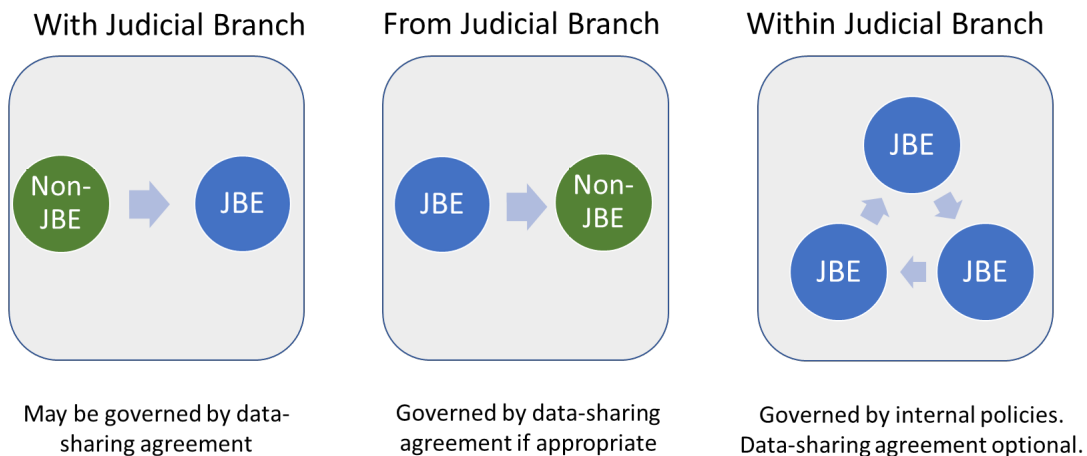 With Judicial Branch
Non-
JBE
JBE
May be governed by data-
sharing agreement
From Judicial Branch
JBE
Non-
JBE
Governed by data-sharing
agreement if appropriate
Within Judicial Branch
JBE
JBE
JBE
Governed by internal policies.
Data-sharing agreement optional.